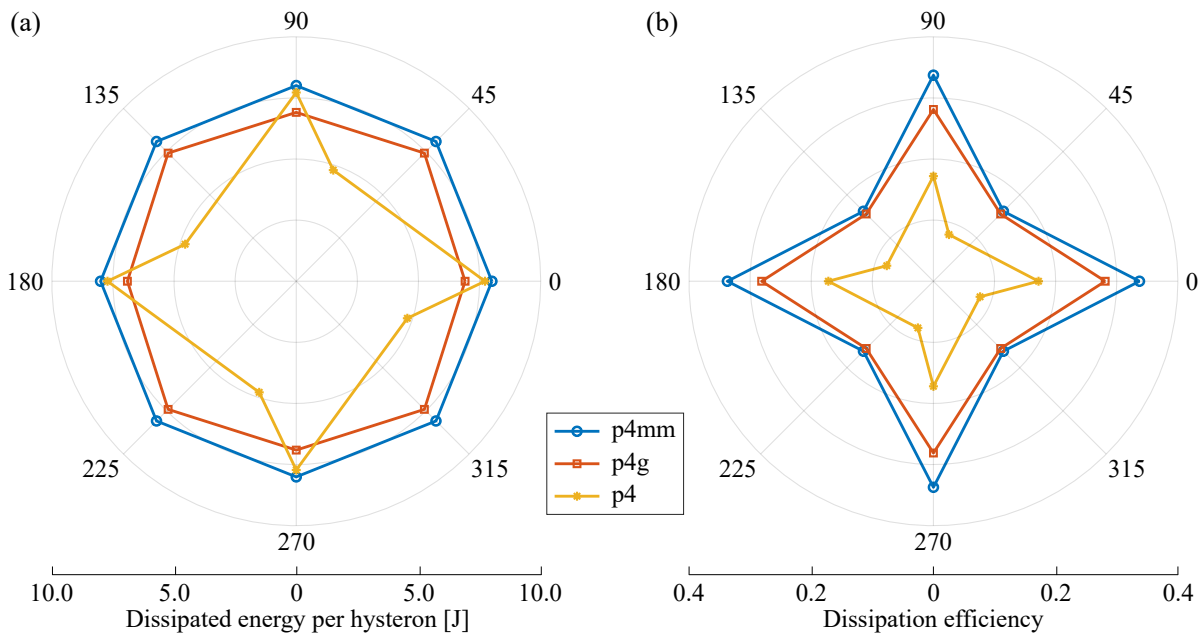 (a)
90
135
45
180
0
225
315
270
10.0 5.0 0 5.0 10.0
Dissipated energy per hysteron [J]
p4mm
p4g
p4
(b)
90
135
45
180
0
225
315
270
0.4 0.2 0 0.2 0.4
Dissipation efficiency